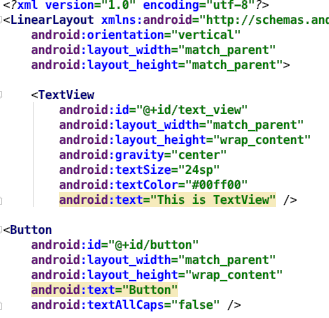 <?xml version="1.0" encoding="utf-8"?>
<LinearLayout xmlns:android="http://schemas.and
android:orientation="vertical"
android:layout_width="match_parent"
android:layout_height="match_parent">
<TextView
android:id="@+id/text_view"
android:layout_width="match_parent"
android:layout_height="wrap_content"
android:gravity="center"
android:textSize="24sp"
android:textColor="#00ff00"
android:text="This is TextView" />
<Button
android:id="@+id/button"
android:layout_width="match_parent"
android:layout_height="wrap_content"
android:text="Button"
android:textAllCaps="false" />